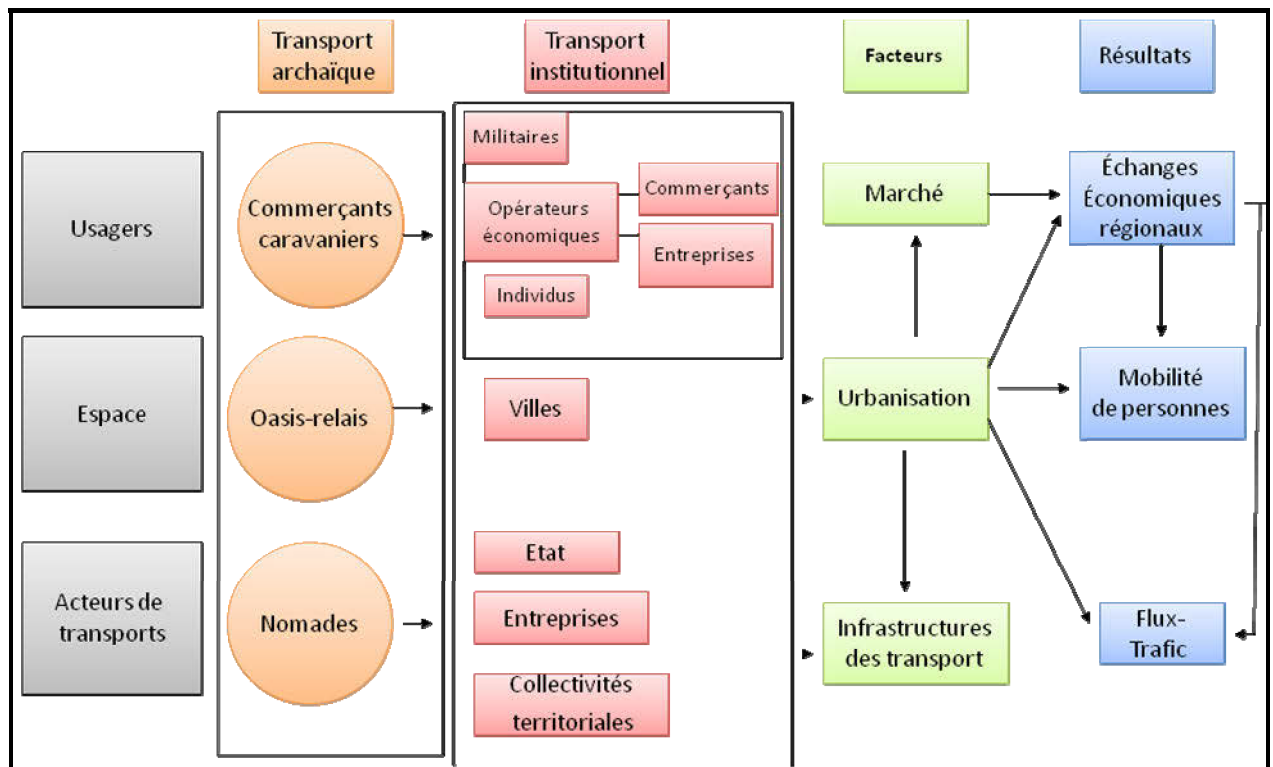 Transport
archaïque
Transport
institutionnel
Facteurs
Résultats
Usagers
Commerçants
caravaniers
Militaires
Opérateurs
économiques
Commerçants
Entreprises
Individus
Marché
Échanges
Économiques
régionaux
Espace
Oasis-relais
Villes
Urbanisation
Mobilité
de personnes
Acteurs de
transports
Nomades
Etat
Entreprises
Collectivités
territoriales
Infrastructures
des transport
Flux-
Trafic